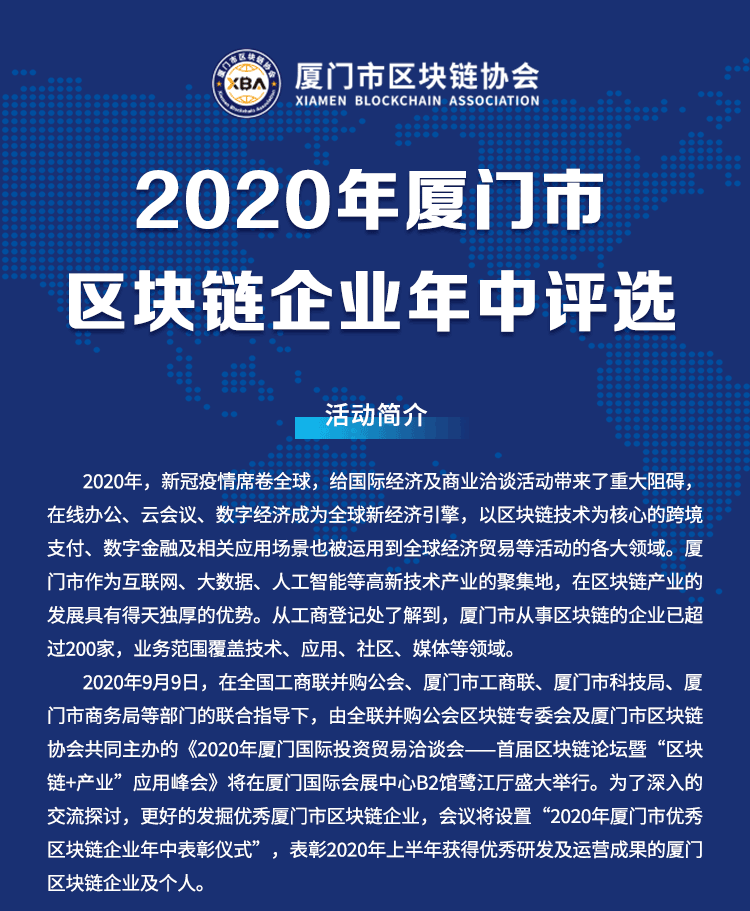 厦门市区块链协会
XBA
Xiamen Blockchain Association
厦门市区块链协会
XIAMEN BLOCKCHAIN ASSOCIATION
2020年厦门市
区块链企业年中评选
活动简介
2020年，新冠疫情席卷全球，给国际经济及商业洽谈活动带来了重大阻碍，
在线办公、云会议、数字经济成为全球新经济引擎，以区块链技术为核心的跨境
支付、数字金融及相关应用场景也被运用到全球经济贸易等活动的各大领域。厦
门市作为互联网、大数据、人工智能等高新技术产业的聚集地，在区块链产业的
发展具有得天独厚的优势。从工商登记处了解到，厦门市从事区块链的企业已超
过200家，业务范围覆盖技术、应用、社区、媒体等领域。
2020年9月9日，在全国工商联并购公会、厦门市工商联、厦门市科技局、厦
门市商务局等部门的联合指导下，由全联并购公会区块链专委会及厦门市区块链
协会共同主办的《2020年厦门国际投资贸易洽谈会——首届区块链论坛暨“区块
链+产业”应用峰会》将在厦门国际会展中心B2馆鹭江厅盛大举行。为了深入的
交流探讨，更好的发掘优秀厦门市区块链企业，会议将设置“2020年厦门市优秀
区块链企业年中表彰仪式”，表彰2020年上半年获得优秀研发及运营成果的厦门
区块链企业及个人。